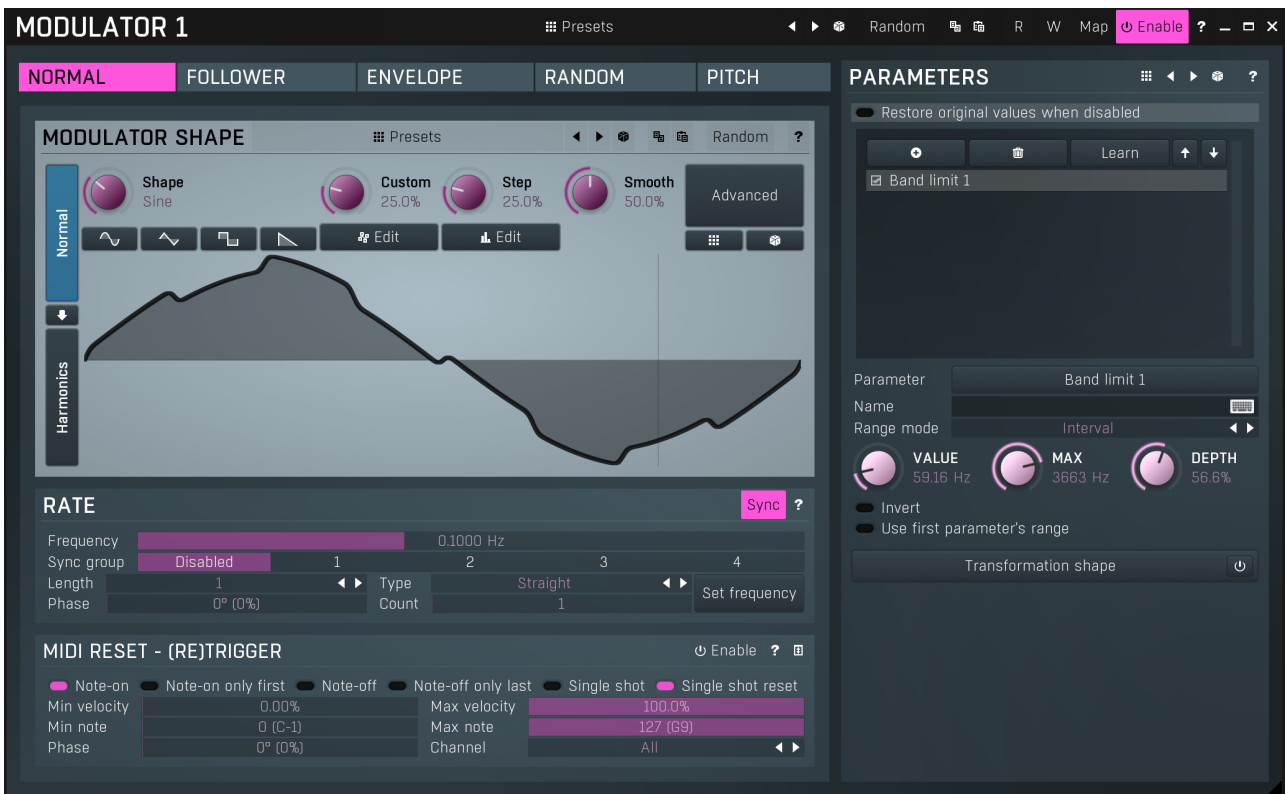 MODULATOR 1 Presets Random R W Map Enable ?
NORMAL FOLLOWER ENVELOPE RANDOM PITCH
MODULATOR SHAPE Presets Random ?
Normal
Harmonics
Shape
Sine
Custom
25.0%
Step
25.0%
Smooth
50.0%
Advanced
Edit Edit
RATE Sync ?
Frequency 0.1000 Hz
Sync group Disabled 1 2 3 4
Length 1 Type Straight
Phase 0° (0%) Count 1
Set frequency
MIDI RESET - (RE)TRIGGER Enable ?
Note-on Note-on only first Note-off Note-off only last Single shot Single shot reset
Min velocity 0.00% Max velocity 100.0%
Min note 0 (C-1) Max note 127 (G9)
Phase 0° (0%) Channel All
PARAMETERS ?
Restore original values when disabled
Learn
Band limit 1
Parameter Band limit 1
Name
Range mode Interval
VALUE
59.16 Hz
MAX
3663 Hz
DEPTH
56.6%
Invert
Use first parameter's range
Transformation shape